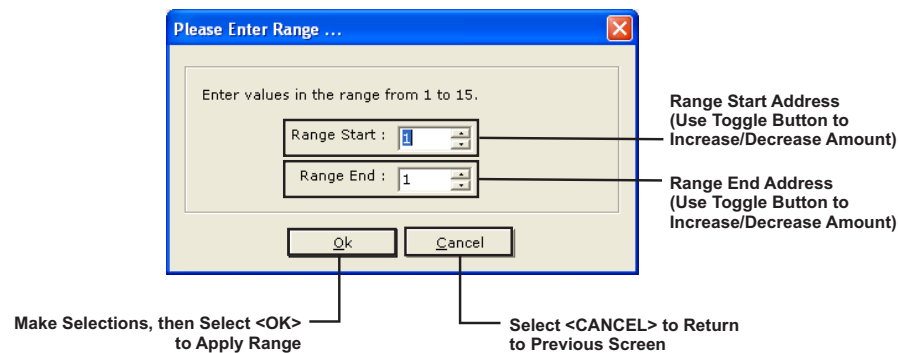 Please Enter Range ...
Enter values in the range from 1 to 15.
Range Start : 1
Range End : 1
Ok
Cancel
Range Start Address
(Use Toggle Button to
Increase/Decrease Amount)
Range End Address
(Use Toggle Button to
Increase/Decrease Amount)
Make Selections, then Select <OK>
to Apply Range
Select <CANCEL> to Return
to Previous Screen